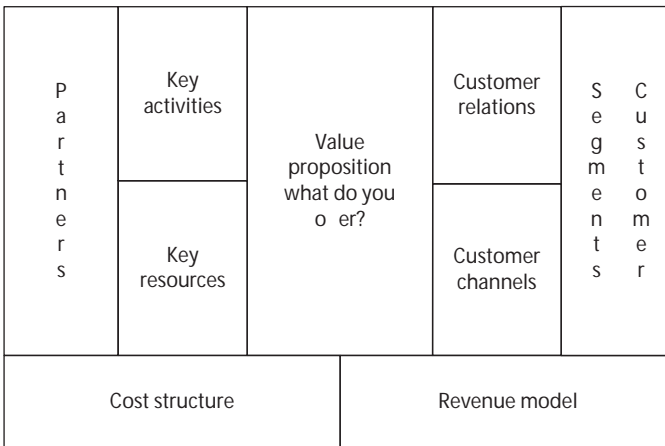 Partners
Key
activities
Key
resources
Value
proposition
what do you
o er?
Customer
relations
Customer
channels
Segments
Customer
Cost structure
Revenue model